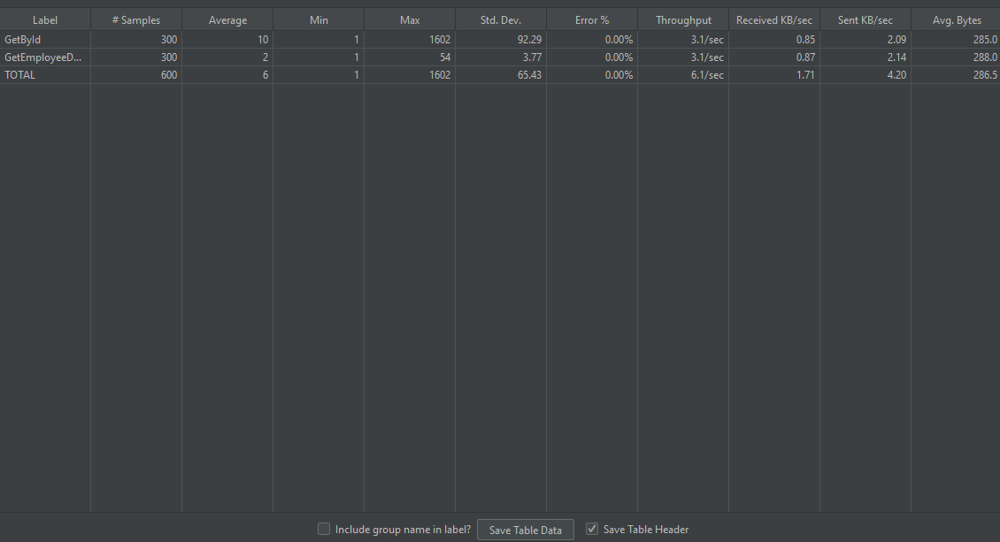 Label # Samples Average Min Max Std. Dev. Error % Throughput Received KB/sec Sent KB/sec Avg. Bytes
GetById 300 10 1 1602 92.29 0.00% 3.1/sec 0.85 2.09 285.0
GetEmployeeD... 300 2 1 54 3.77 0.00% 3.1/sec 0.87 2.14 288.0
TOTAL 600 6 1 1602 65.43 0.00% 6.1/sec 1.71 4.20 286.5
Include group name in label? Save Table Data Save Table Header